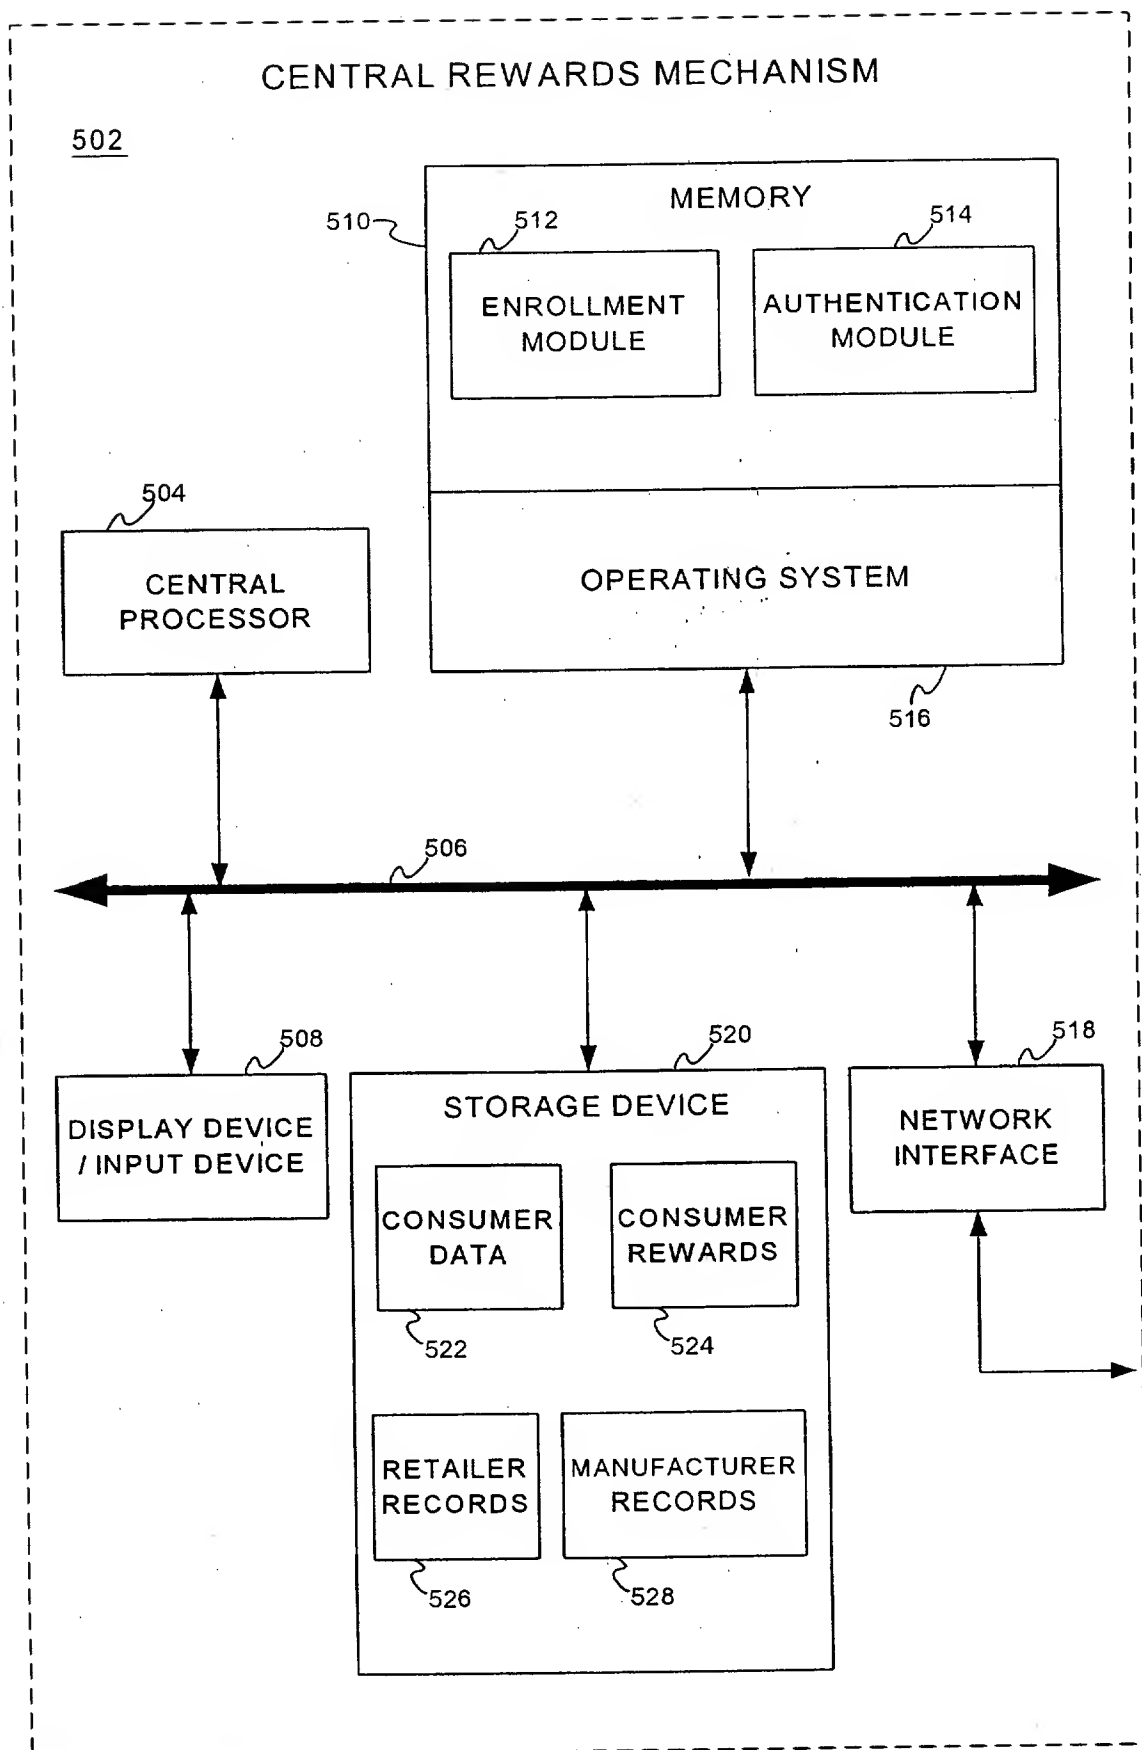 CENTRAL REWARDS MECHANISM
502
MEMORY
510
512
514
ENROLLMENT
MODULE
AUTHENTICATION
MODULE
504
CENTRAL
PROCESSOR
OPERATING SYSTEM
516
506
508
520
518
DISPLAY DEVICE
/ INPUT DEVICE
STORAGE DEVICE
NETWORK
INTERFACE
CONSUMER
DATA
CONSUMER
REWARDS
522
524
RETAILER
RECORDS
MANUFACTURER
RECORDS
526
528